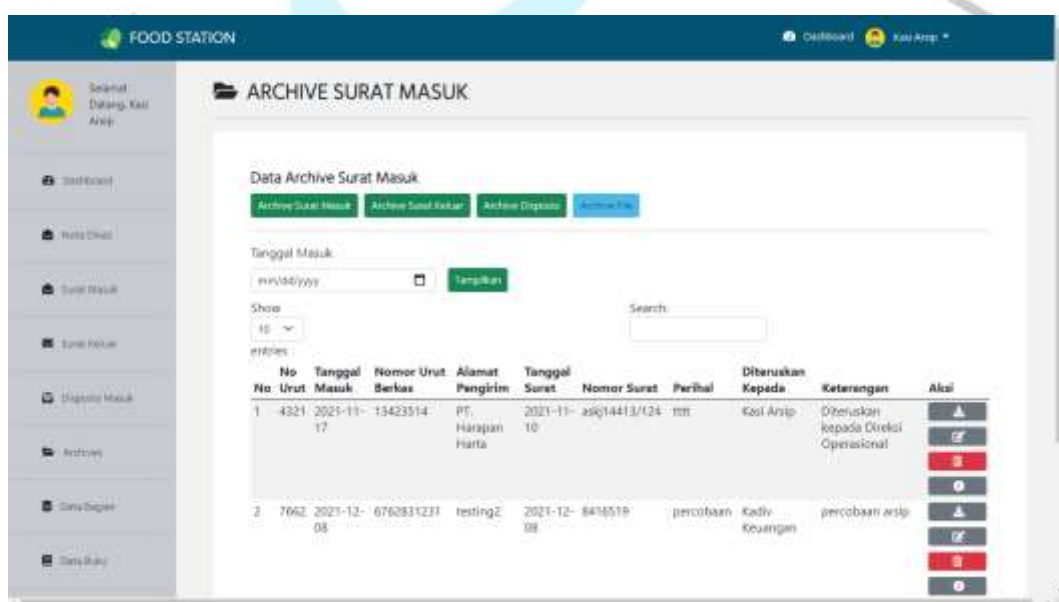 FOOD STATION
Dashboard Kasi Arsip
Selamat
Datang, Kasi
Arsip
ARCHIVE SURAT MASUK
Dashboard
Nota Dinas
Surat Masuk
Surat Keluar
Disposisi Masuk
Archives
Data Bagian
Data Buku
Data Archive Surat Masuk
Archive Surat Masuk Archive Surat Keluar Archive Disposisi Archive File
Tanggal Masuk
mm/dd/yyyy Tampilkan
Show
10
entries
Search:
No No Urut Tanggal Masuk Nomor Urut Berkas Alamat Pengirim Tanggal Surat Nomor Surat Perihal Diteruskan Kepada Keterangan Aksi
1 4321 2021-11-17 13423514 PT. Harapan Harta 2021-11-10 Kasi Arsip Diteruskan kepada Direksi Operasional
2 7662 2021-12-08 6762831231 testing2 2021-12-08 8416519 percobaan Kadiv Keuangan percobaan arsip